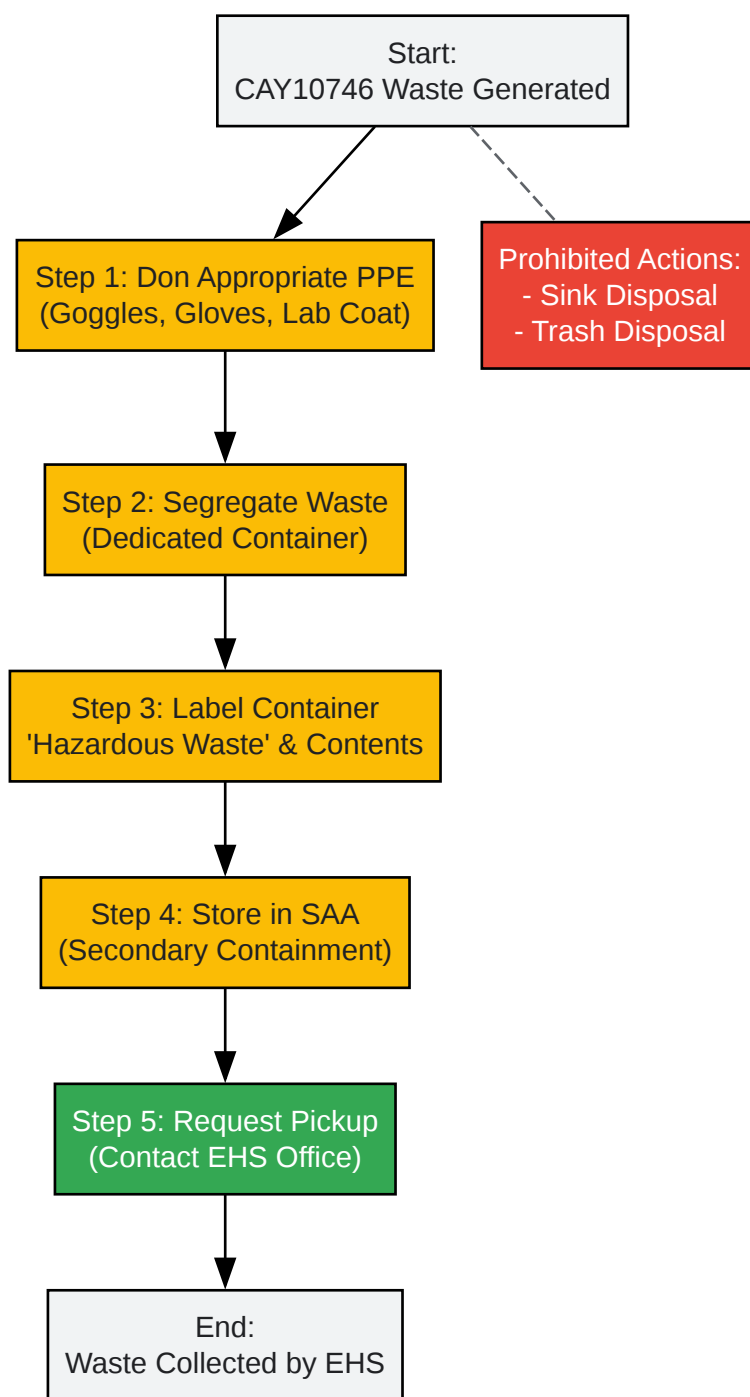 Start:
CAY10746 Waste Generated
Step 1: Don Appropriate PPE
(Goggles, Gloves, Lab Coat)
Prohibited Actions:
- Sink Disposal
- Trash Disposal
Step 2: Segregate Waste
(Dedicated Container)
Step 3: Label Container
'Hazardous Waste' & Contents
Step 4: Store in SAA
(Secondary Containment)
Step 5: Request Pickup
(Contact EHS Office)
End:
Waste Collected by EHS